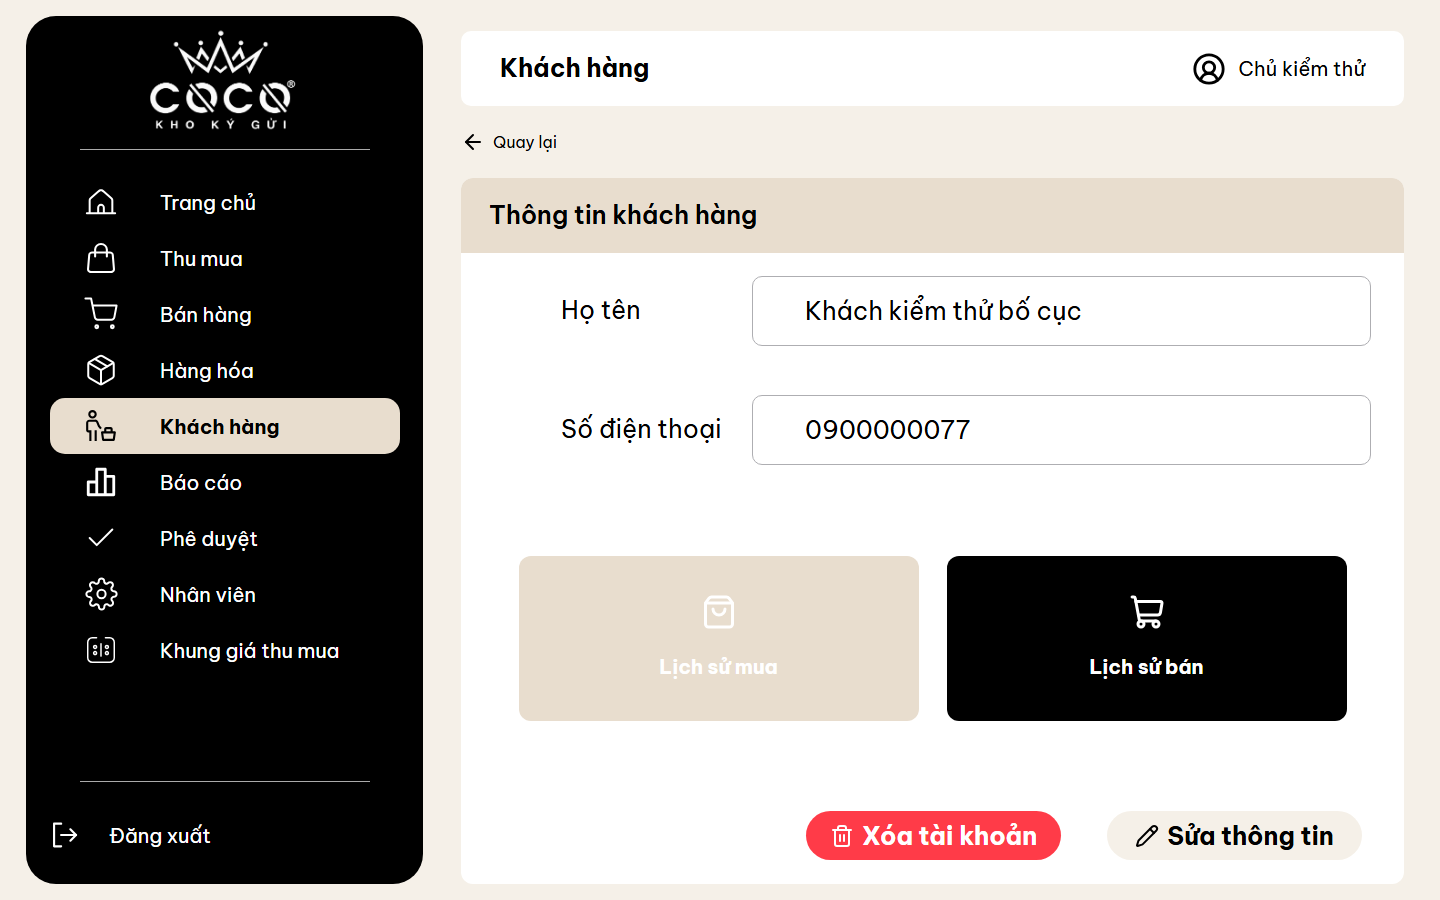 COCO®
KHO KÝ GỬI
Trang chủ
Thu mua
Bán hàng
Hàng hóa
Khách hàng
Báo cáo
Phê duyệt
Nhân viên
Khung giá thu mua
Đăng xuất
Khách hàng
Chủ kiểm thử
Quay lại
Thông tin khách hàng
Họ tên
Khách kiểm thử bố cục
Số điện thoại
0900000077
Lịch sử mua
Lịch sử bán
Xóa tài khoản
Sửa thông tin